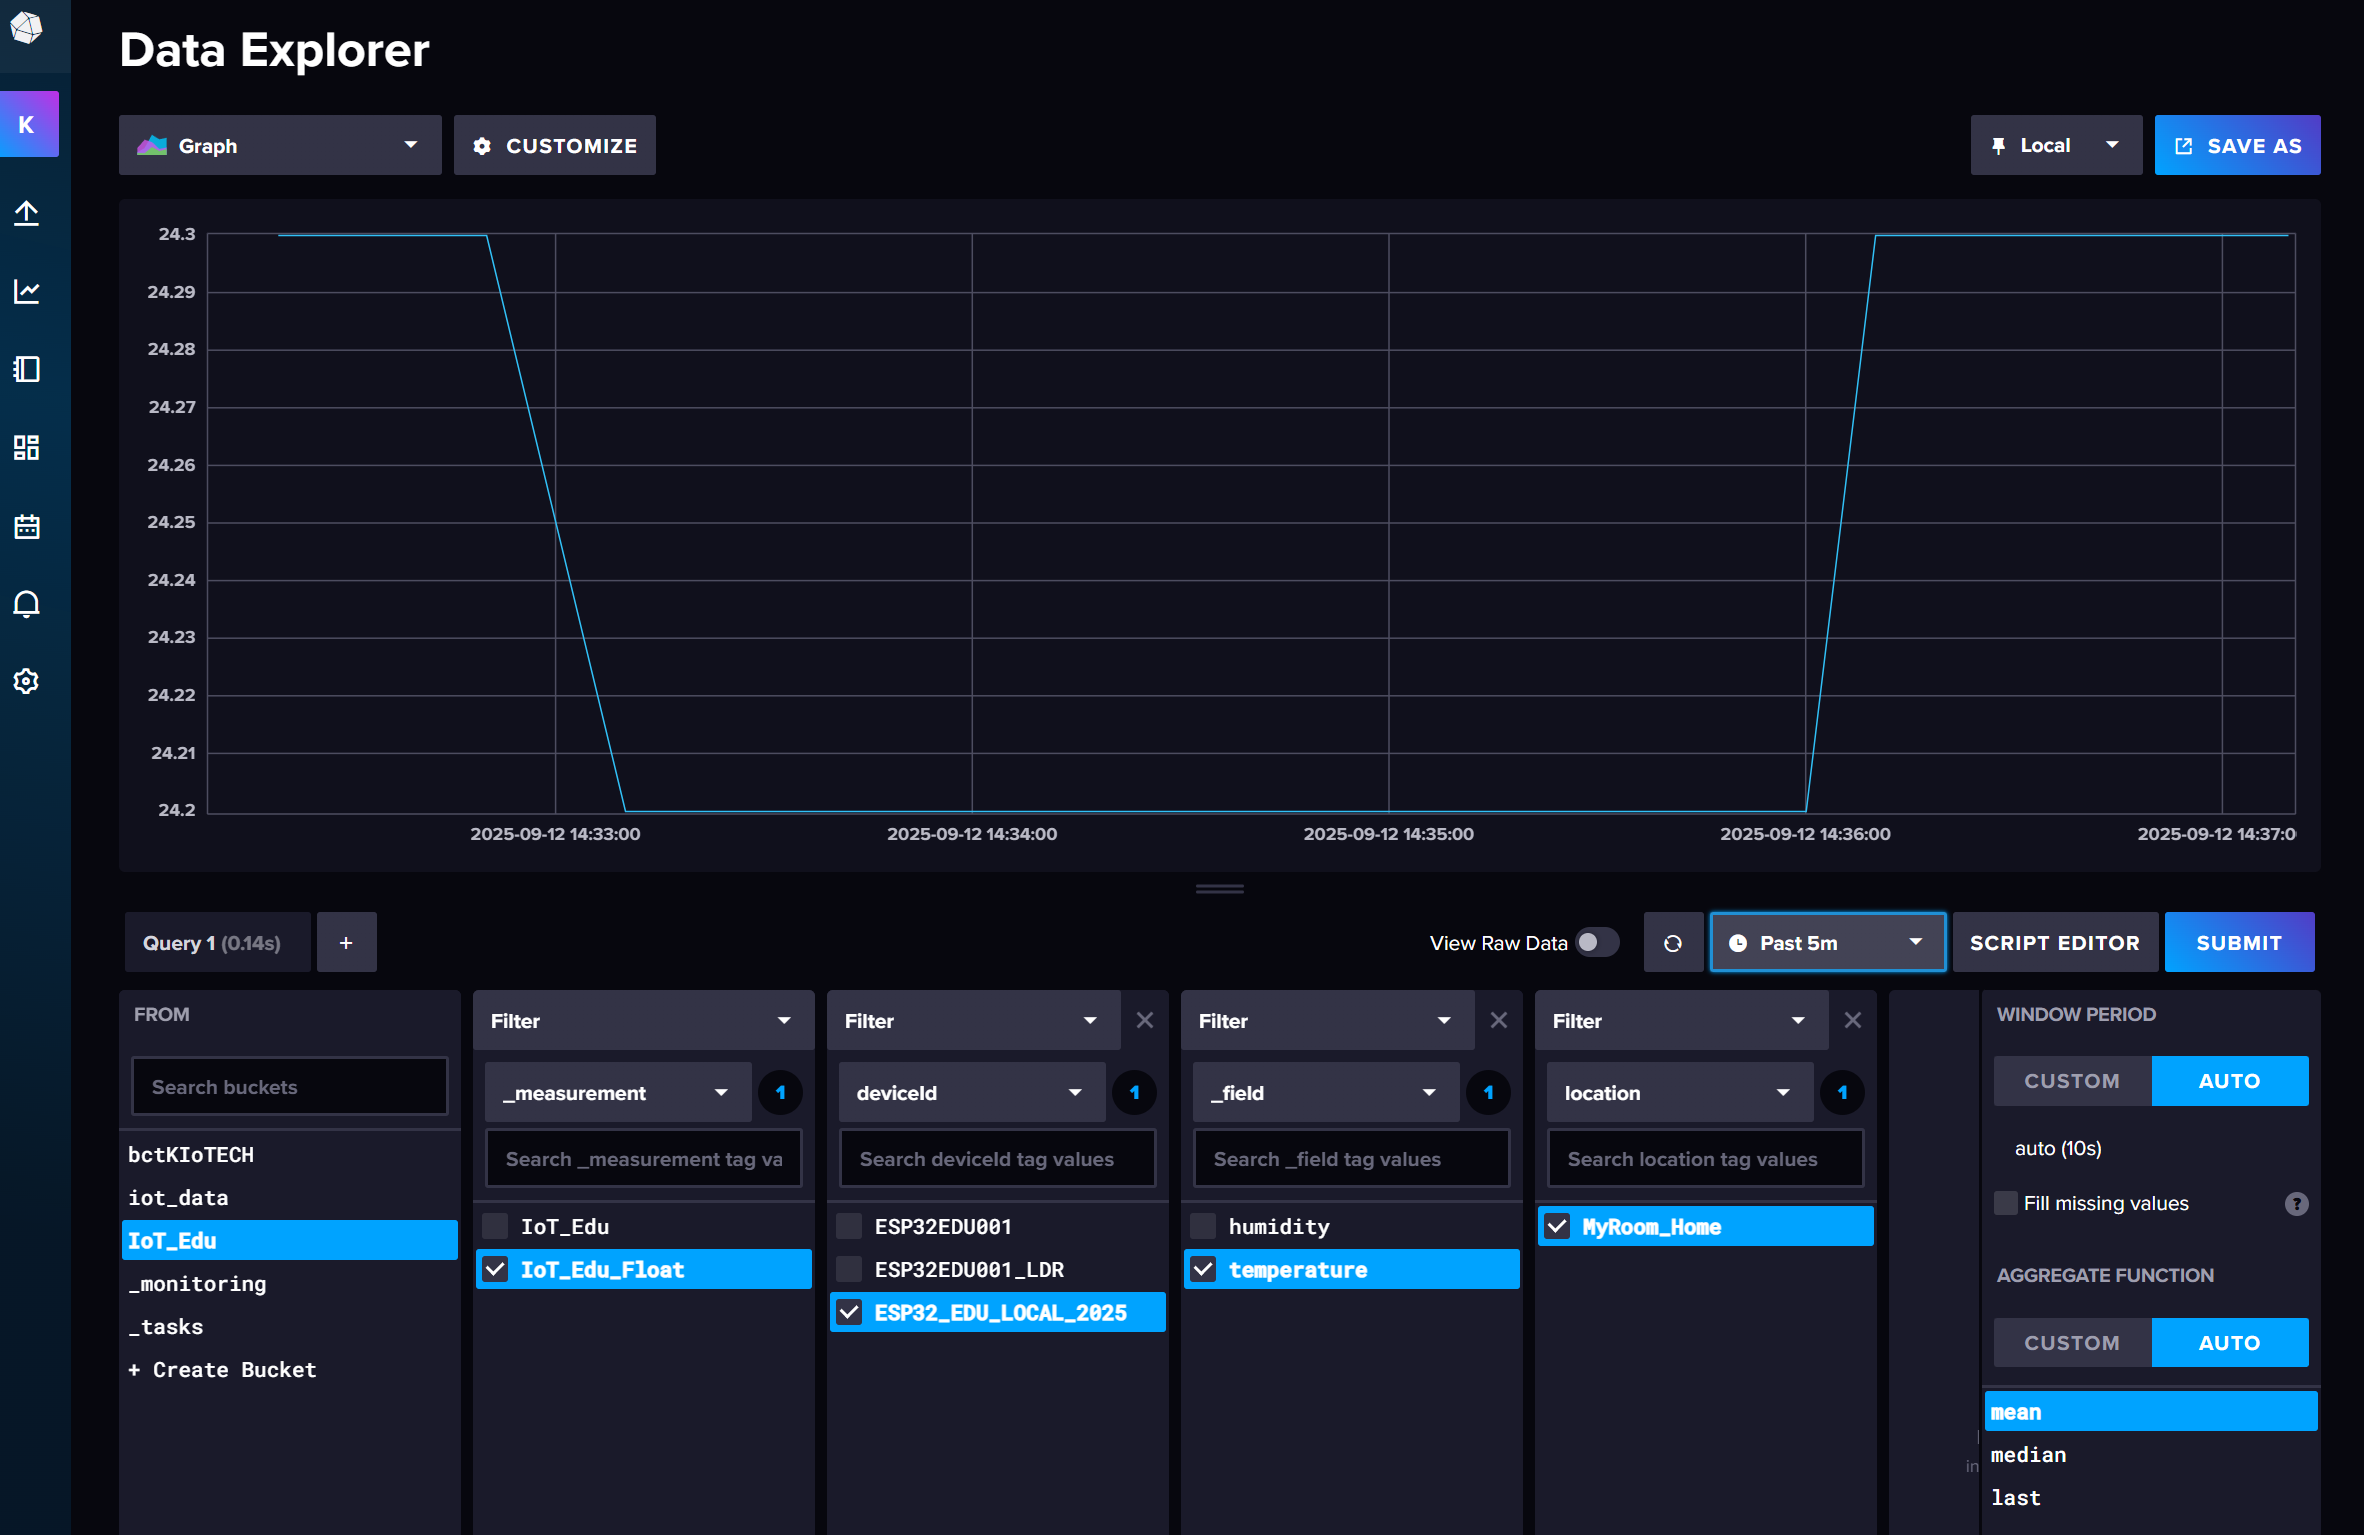 Data Explorer
K
Graph
CUSTOMIZE
Local
SAVE AS
24.3
24.29
24.28
24.27
24.26
24.25
24.24
24.23
24.22
24.21
24.2
2025-09-12 14:33:00
2025-09-12 14:34:00
2025-09-12 14:35:00
2025-09-12 14:36:00
2025-09-12 14:37:0
Query 1 (0.14s)
+
View Raw Data
Past 5m
SCRIPT EDITOR
SUBMIT
FROM
Search buckets
bctKIoTECH
iot_data
IoT_Edu
_monitoring
_tasks
+ Create Bucket
Filter
_measurement
1
Search _measurement tag va
IoT_Edu
IoT_Edu_Float
Filter
deviceId
1
Search deviceId tag values
ESP32EDU001
ESP32EDU001_LDR
ESP32_EDU_LOCAL_2025
Filter
_field
1
Search _field tag values
humidity
temperature
Filter
location
1
Search location tag values
MyRoom_Home
in
WINDOW PERIOD
CUSTOM
AUTO
auto (10s)
Fill missing values
?
AGGREGATE FUNCTION
CUSTOM
AUTO
mean
median
last